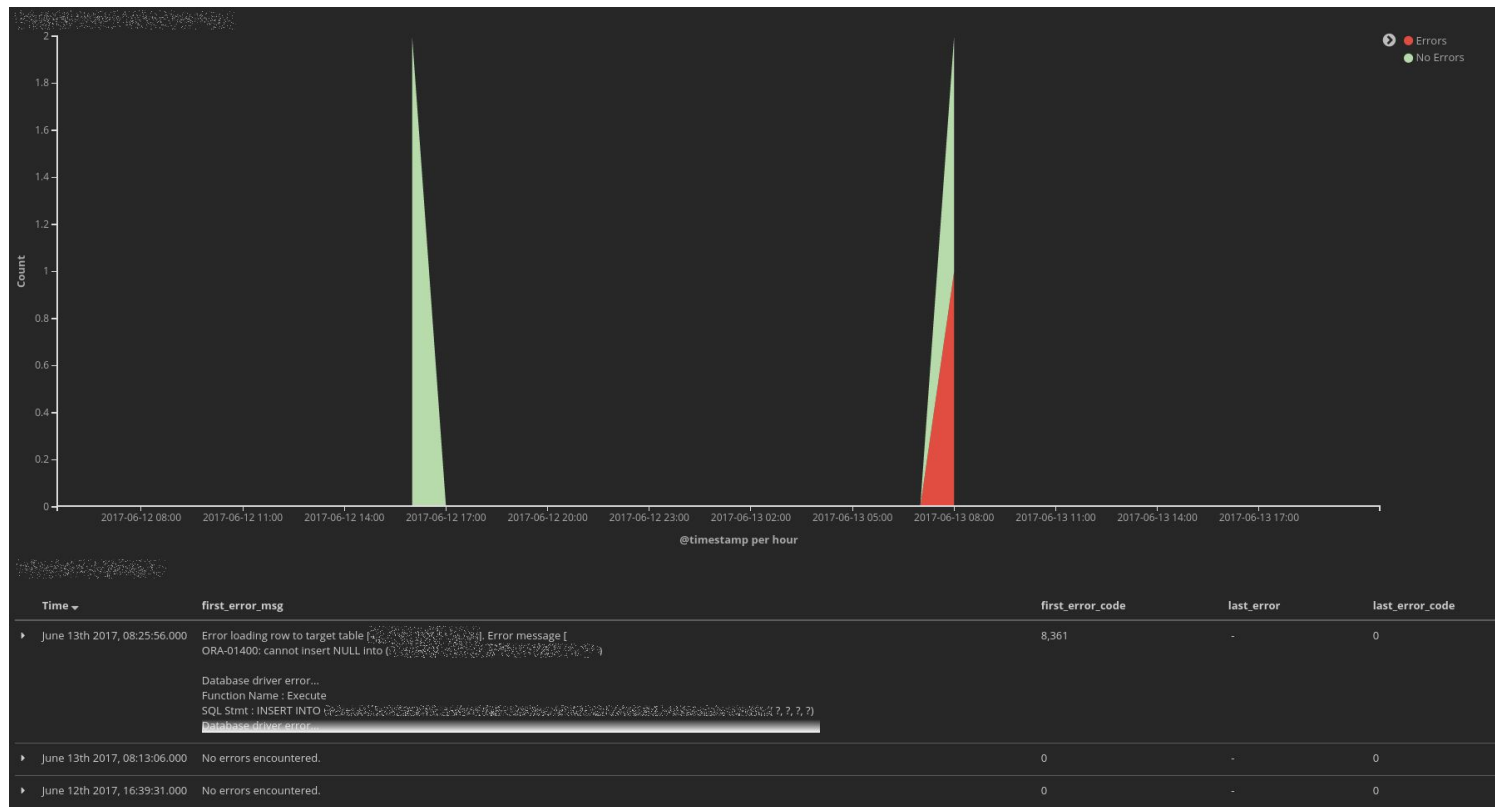 2
1.8
1.6
1.4
1.2
1
0.8
0.6
0.4
0.2
0
Count
Errors
No Errors
2017-06-12 08:00 2017-06-12 11:00 2017-06-12 14:00 2017-06-12 17:00 2017-06-12 20:00 2017-06-12 23:00 2017-06-13 02:00 2017-06-13 05:00 2017-06-13 08:00 2017-06-13 11:00 2017-06-13 14:00 2017-06-13 17:00
@timestamp per hour
Time first_error_msg first_error_code last_error last_error_code
June 13th 2017, 08:25:56.000 Error loading row to target table [ ]. Error message [ 8,361 - 0
ORA-01400: cannot insert NULL into ( )
Database driver error...
Function Name : Execute
SQL Stmt : INSERT INTO ( ?, ?, ?, ?)
Database driver error...
June 13th 2017, 08:13:06.000 No errors encountered. 0 - 0
June 12th 2017, 16:39:31.000 No errors encountered. 0 - 0